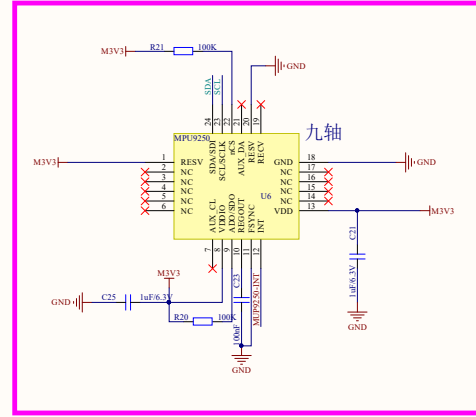 M3V3
R21
100K
GND
SDA
SCL
24
23
22
21
20
19
MPU9250
SDA/SDI
SCL/SCLK
nCS
AUX_DA
RESV
RECV
九轴
M3V3
1
2
3
4
5
6
RESV
NC
NC
NC
NC
NC
GND
NC
NC
NC
NC
VDD
18
17
16
15
14
13
GND
M3V3
U6
AUX_CL
VDDIO
AD0/SDO
REGOUT
FSYNC
INT
7
8
9
10
11
12
C21
1uF/6.3V
GND
M3V3
GND
C25
1uF/6.3V
R20
100K
C23
100nF
MUP9250-INT
GND